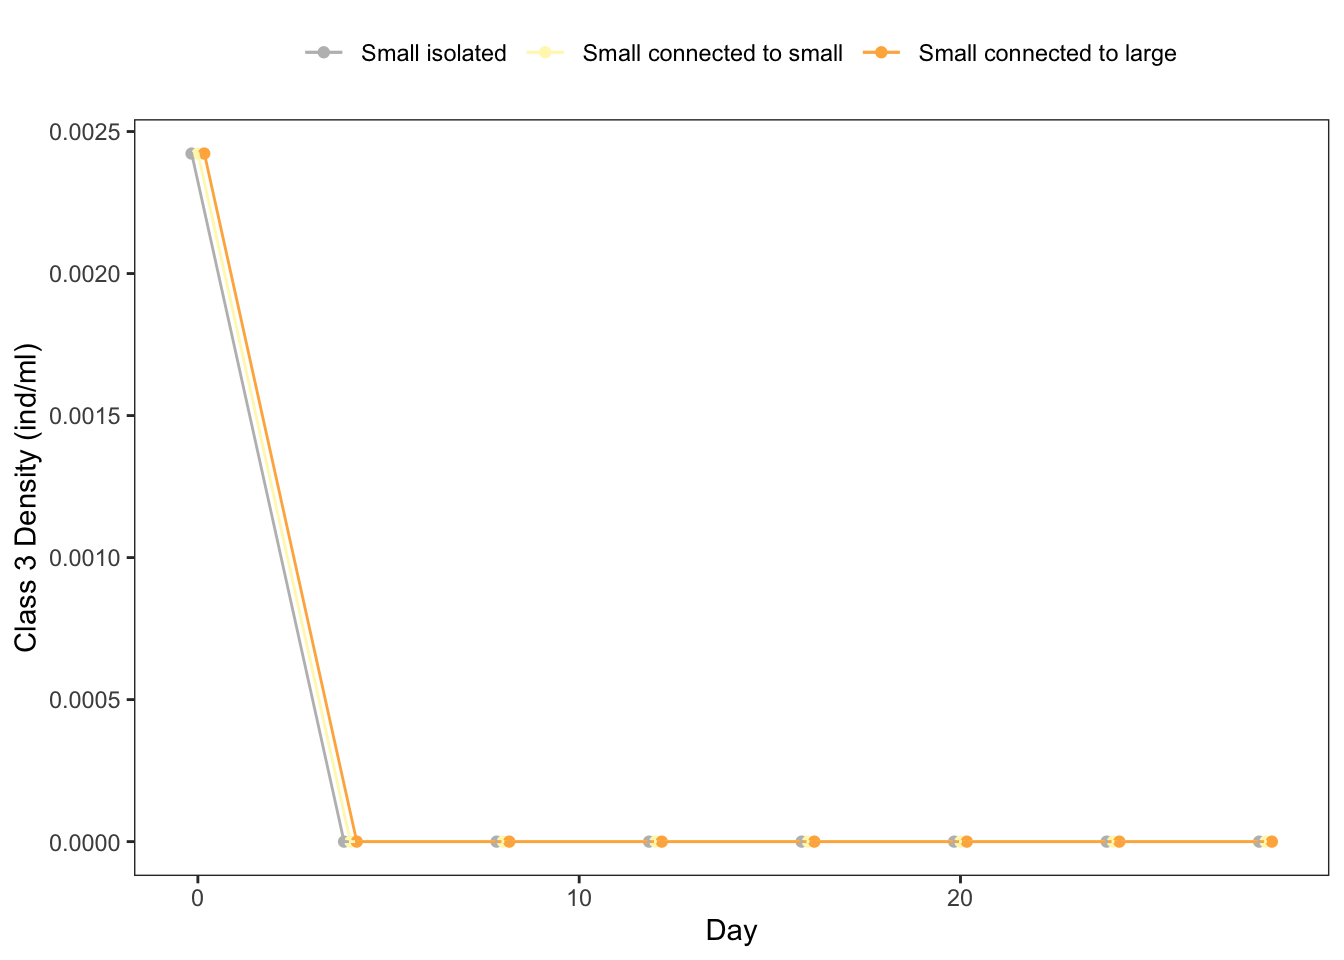 Small isolated Small connected to small Small connected to large
Class 3 Density (ind/ml)
0.0025
0.0020
0.0015
0.0010
0.0005
0.0000
0 10 20
Day